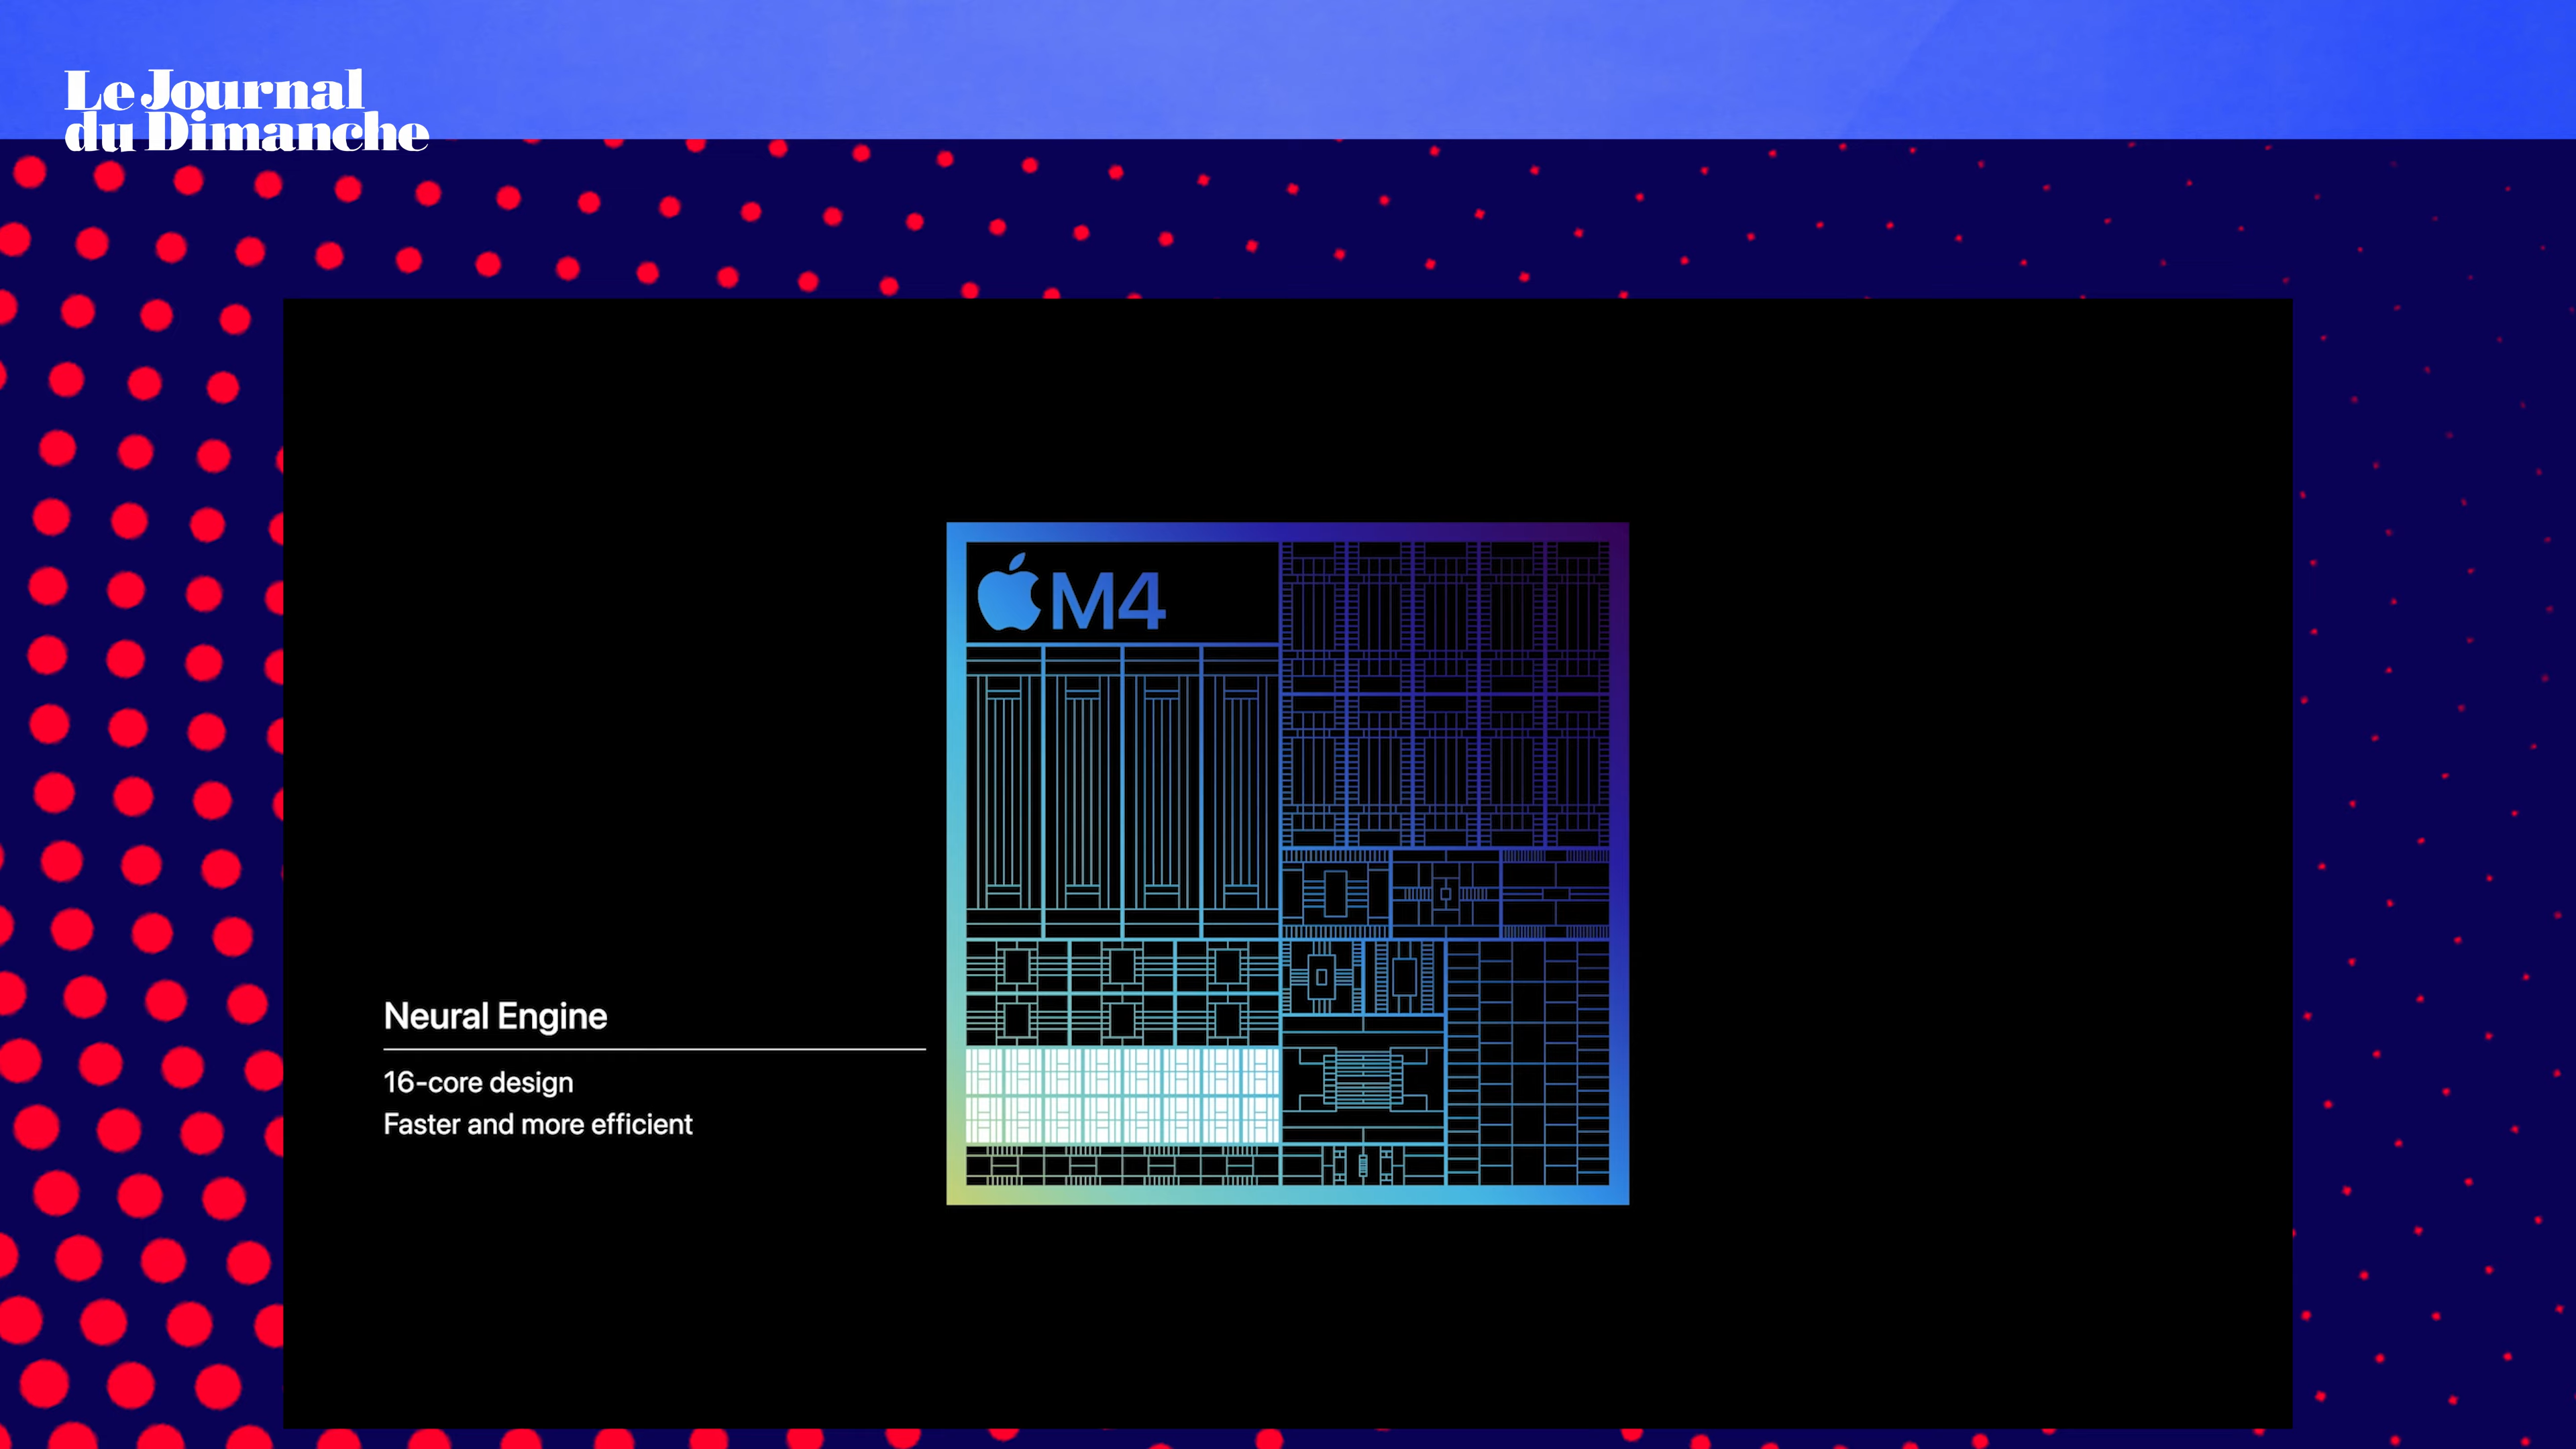 Le Journal
du Dimanche
M4
Neural Engine
16-core design
Faster and more efficient